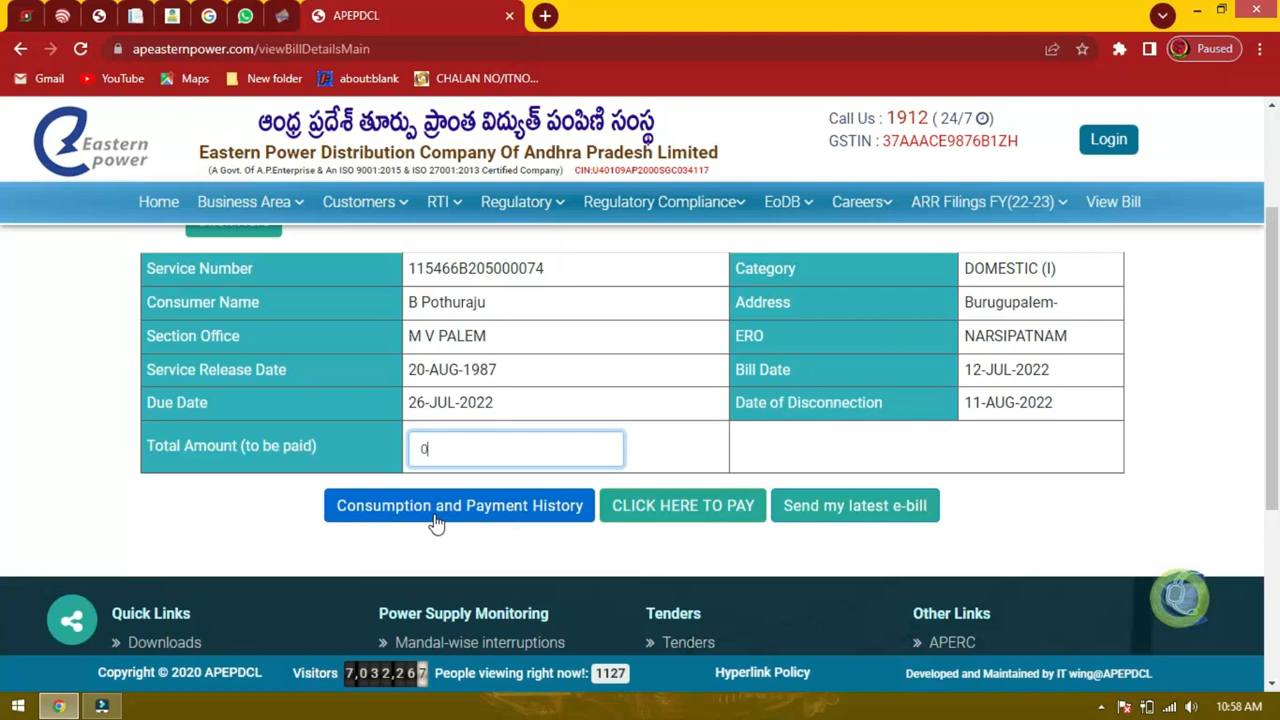 APEPDCL
apeasternpower.com/viewBillDetailsMain
Paused
Gmail YouTube Maps New folder about:blank CHALAN NO/ITNO...
Eastern
power
ఆంధ్ర ప్రదేశ్ తూర్పు ప్రాంత విద్యుత్ పంపిణి సంస్థ
Eastern Power Distribution Company Of Andhra Pradesh Limited
(A Govt. Of A.P.Enterprise & An ISO 9001:2015 & ISO 27001:2013 Certified Company) CIN:U40109AP2000SGC034117
Call Us : 1912 ( 24/7 )
GSTIN : 37AAACE9876B1ZH
Login
Home Business Area Customers RTI Regulatory Regulatory Compliance EoDB Careers ARR Filings FY(22-23) View Bill
Service Number 115466B205000074 Category DOMESTIC (I)
Consumer Name B Pothuraju Address Burugupalem-
Section Office M V PALEM ERO NARSIPATNAM
Service Release Date 20-AUG-1987 Bill Date 12-JUL-2022
Due Date 26-JUL-2022 Date of Disconnection 11-AUG-2022
Total Amount (to be paid) 0
Consumption and Payment History CLICK HERE TO PAY Send my latest e-bill
Quick Links Power Supply Monitoring Tenders Other Links
» Downloads » Mandal-wise interruptions » Tenders » APERC
Copyright © 2020 APEPDCL Visitors 7,032,267 People viewing right now! 1127 Hyperlink Policy Developed and Maintained by IT wing@APEPDCL
10:58 AM